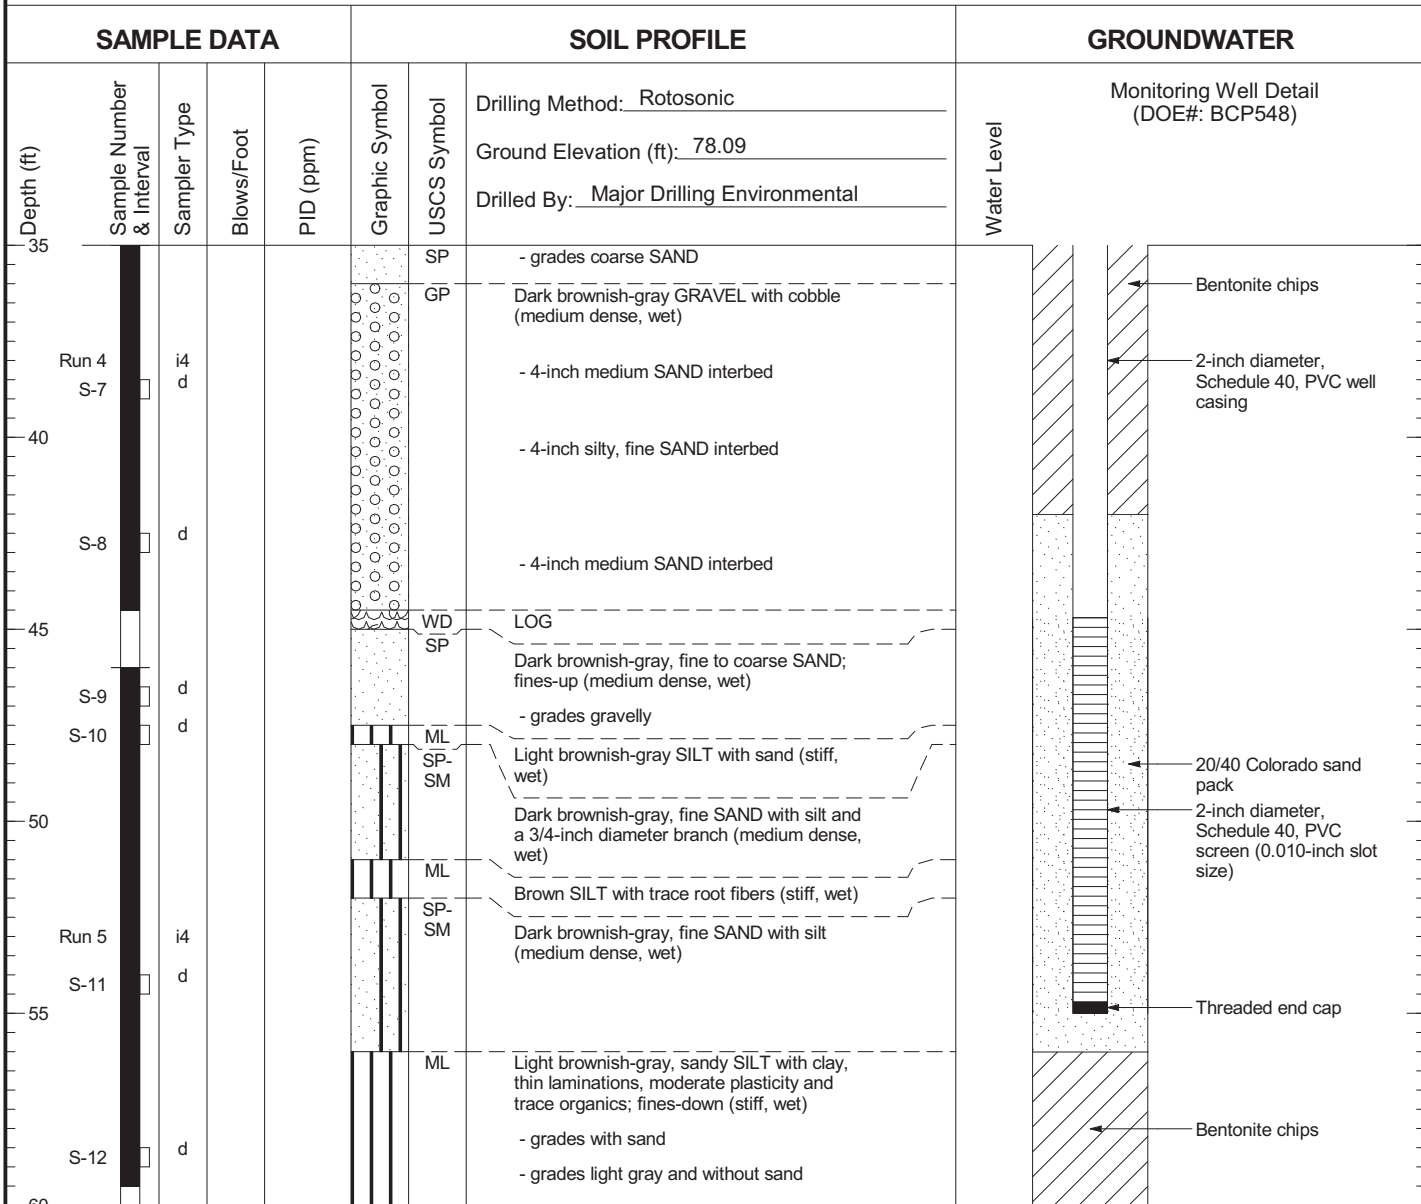 SAMPLE DATA
SOIL PROFILE
GROUNDWATER
Depth (ft)
Sample Number
& Interval
Sampler Type
Blows/Foot
PID (ppm)
Graphic Symbol
USCS Symbol
Drilling Method: Rotosonic
Ground Elevation (ft): 78.09
Drilled By: Major Drilling Environmental
Water Level
Monitoring Well Detail
(DOE#: BCP548)
35
SP
- grades coarse SAND
GP
Dark brownish-gray GRAVEL with cobble
(medium dense, wet)
Bentonite chips
Run 4
i4
- 4-inch medium SAND interbed
2-inch diameter,
Schedule 40, PVC well
casing
S-7
d
40
- 4-inch silty, fine SAND interbed
S-8
d
- 4-inch medium SAND interbed
45
WD
LOG
SP
Dark brownish-gray, fine to coarse SAND;
fines-up (medium dense, wet)
S-9
d
- grades gravelly
S-10
d
ML
Light brownish-gray SILT with sand (stiff,
wet)
SP-
SM
20/40 Colorado sand
pack
50
Dark brownish-gray, fine SAND with silt and
a 3/4-inch diameter branch (medium dense,
wet)
2-inch diameter,
Schedule 40, PVC
screen (0.010-inch slot
size)
ML
Brown SILT with trace root fibers (stiff, wet)
SP-
SM
Dark brownish-gray, fine SAND with silt
(medium dense, wet)
Run 5
i4
S-11
d
55
Threaded end cap
ML
Light brownish-gray, sandy SILT with clay,
thin laminations, moderate plasticity and
trace organics; fines-down (stiff, wet)
- grades with sand
Bentonite chips
S-12
d
- grades light gray and without sand
60